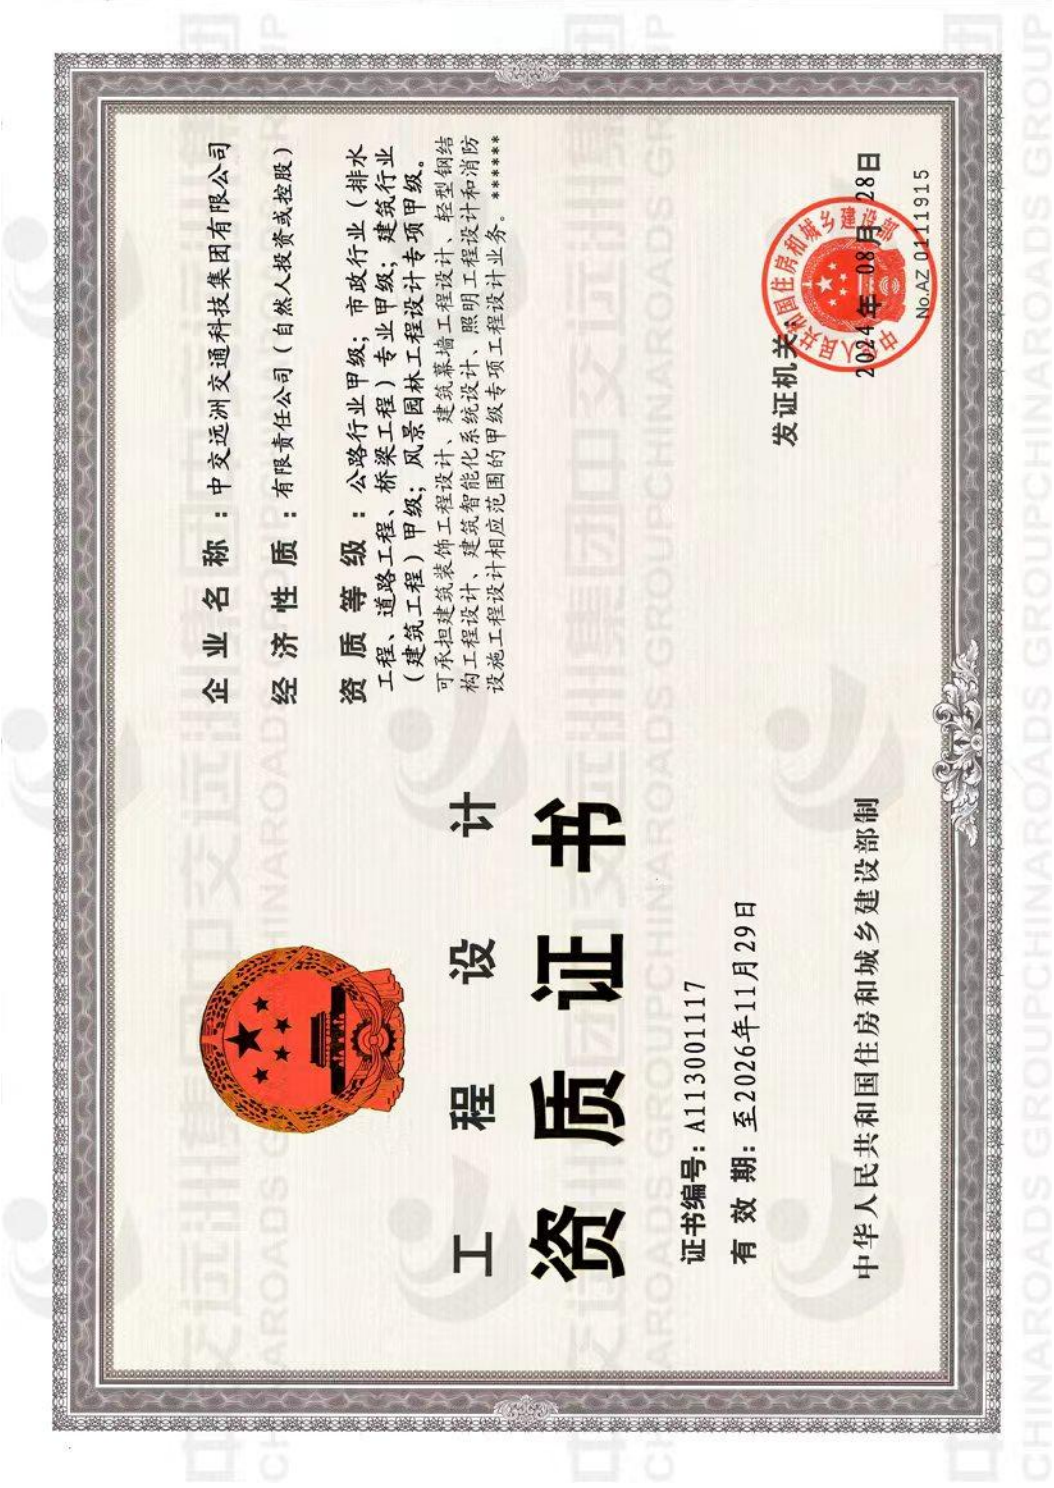 工程设计
资质证书
证书编号：A113001117
有效期：至2026年11月29日
中华人民共和国住房和城乡建设部制
企业名称：中交远洲交通科技集团有限公司
经济性质：有限责任公司（自然人投资或控股）
资质等级：公路行业甲级；市政行业（排水
工程、道路工程、桥梁工程）专业甲级；建筑行业
（建筑工程）甲级；风景园林工程设计专项甲级。
可承担建筑装饰工程设计、建筑幕墙工程设计、轻型钢结
构工程设计、建筑智能化系统设计、照明工程设计和消防
设施工程设计相应范围的甲级专项工程设计业务。******
发证机关：
中华人民共和国住房和城乡建设部
2024年08月28日
No.AZ 0111915
中交远洲集团
CHINAROADS GROUP